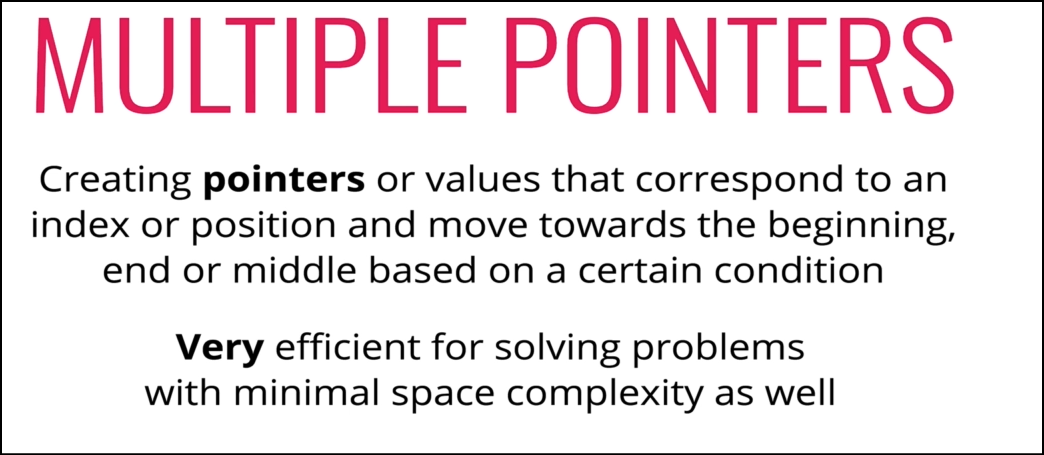 MULTIPLE POINTERS
Creating pointers or values that correspond to an
index or position and move towards the beginning,
end or middle based on a certain condition
Very efficient for solving problems
with minimal space complexity as well